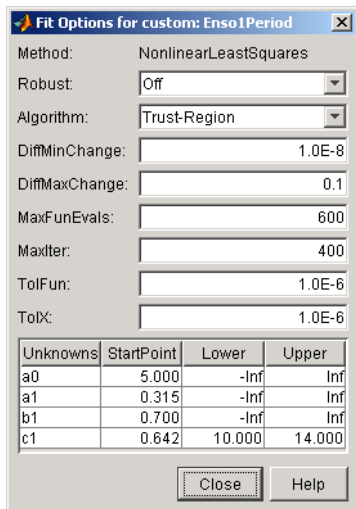 Fit Options for custom: Enso1Period
Method: NonlinearLeastSquares
Robust: Off
Algorithm: Trust-Region
DiffMinChange: 1.0E-8
DiffMaxChange: 0.1
MaxFunEvals: 600
MaxIter: 400
TolFun: 1.0E-6
TolX: 1.0E-6
Unknowns StartPoint Lower Upper
a0 5.000 -Inf Inf
a1 0.315 -Inf Inf
b1 0.700 -Inf Inf
c1 0.642 10.000 14.000
Close Help